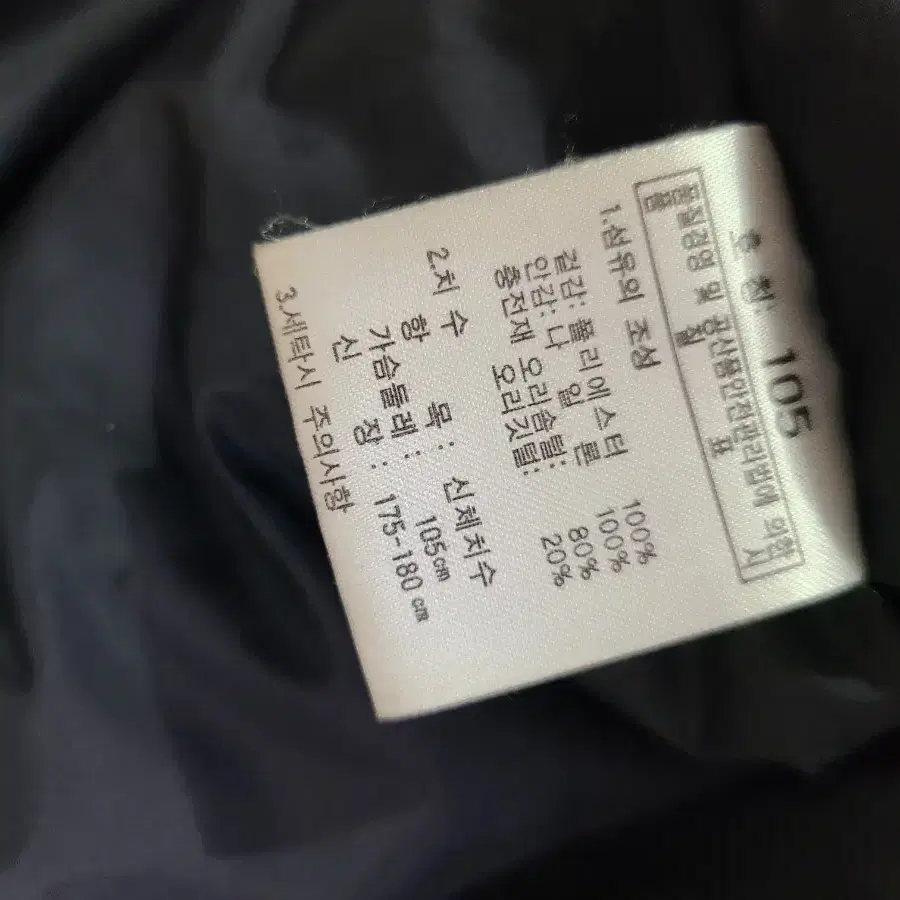 호 칭 105
품질경영 및 공산품안전관리법에 의한
품 질 표 시
1.섬유의 조성
겉감: 폴리에스터 100%
안감: 나 일 론 100%
충전재 오리솜털: 80%
오리깃털: 20%
2.치 수
항 목 : 신체치수
가슴둘레: 105cm
신 장 : 175-180cm
3.세탁시 주의사항